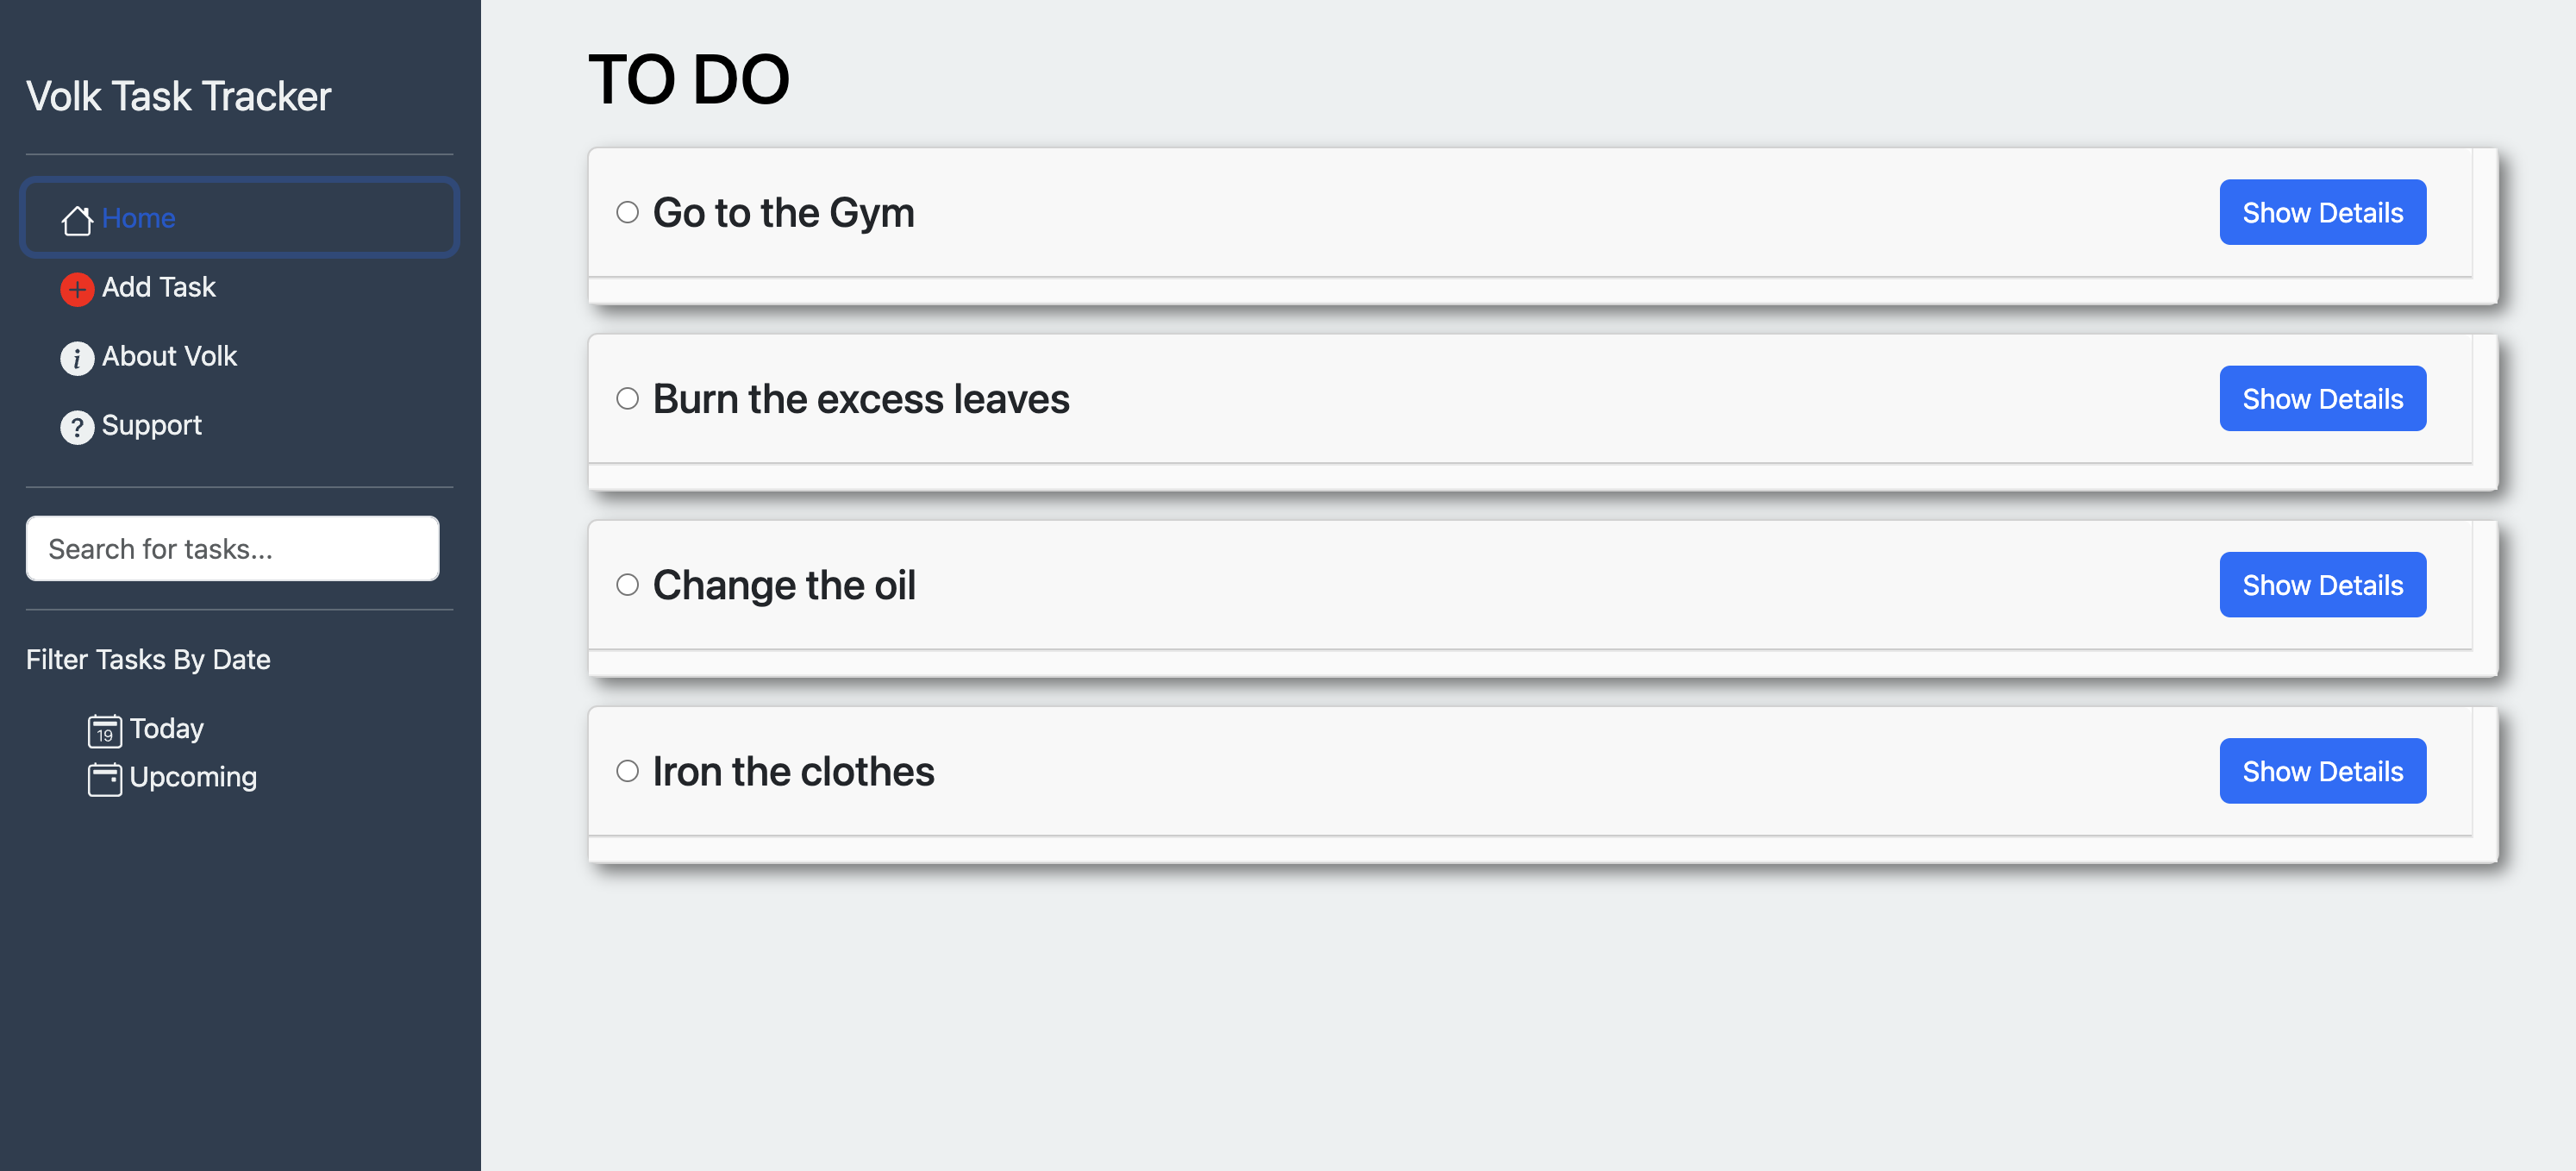 Volk Task Tracker
Home
Add Task
About Volk
Support
Search for tasks...
Filter Tasks By Date
19
Today
Upcoming
TO DO
Go to the Gym
Show Details
Burn the excess leaves
Show Details
Change the oil
Show Details
Iron the clothes
Show Details